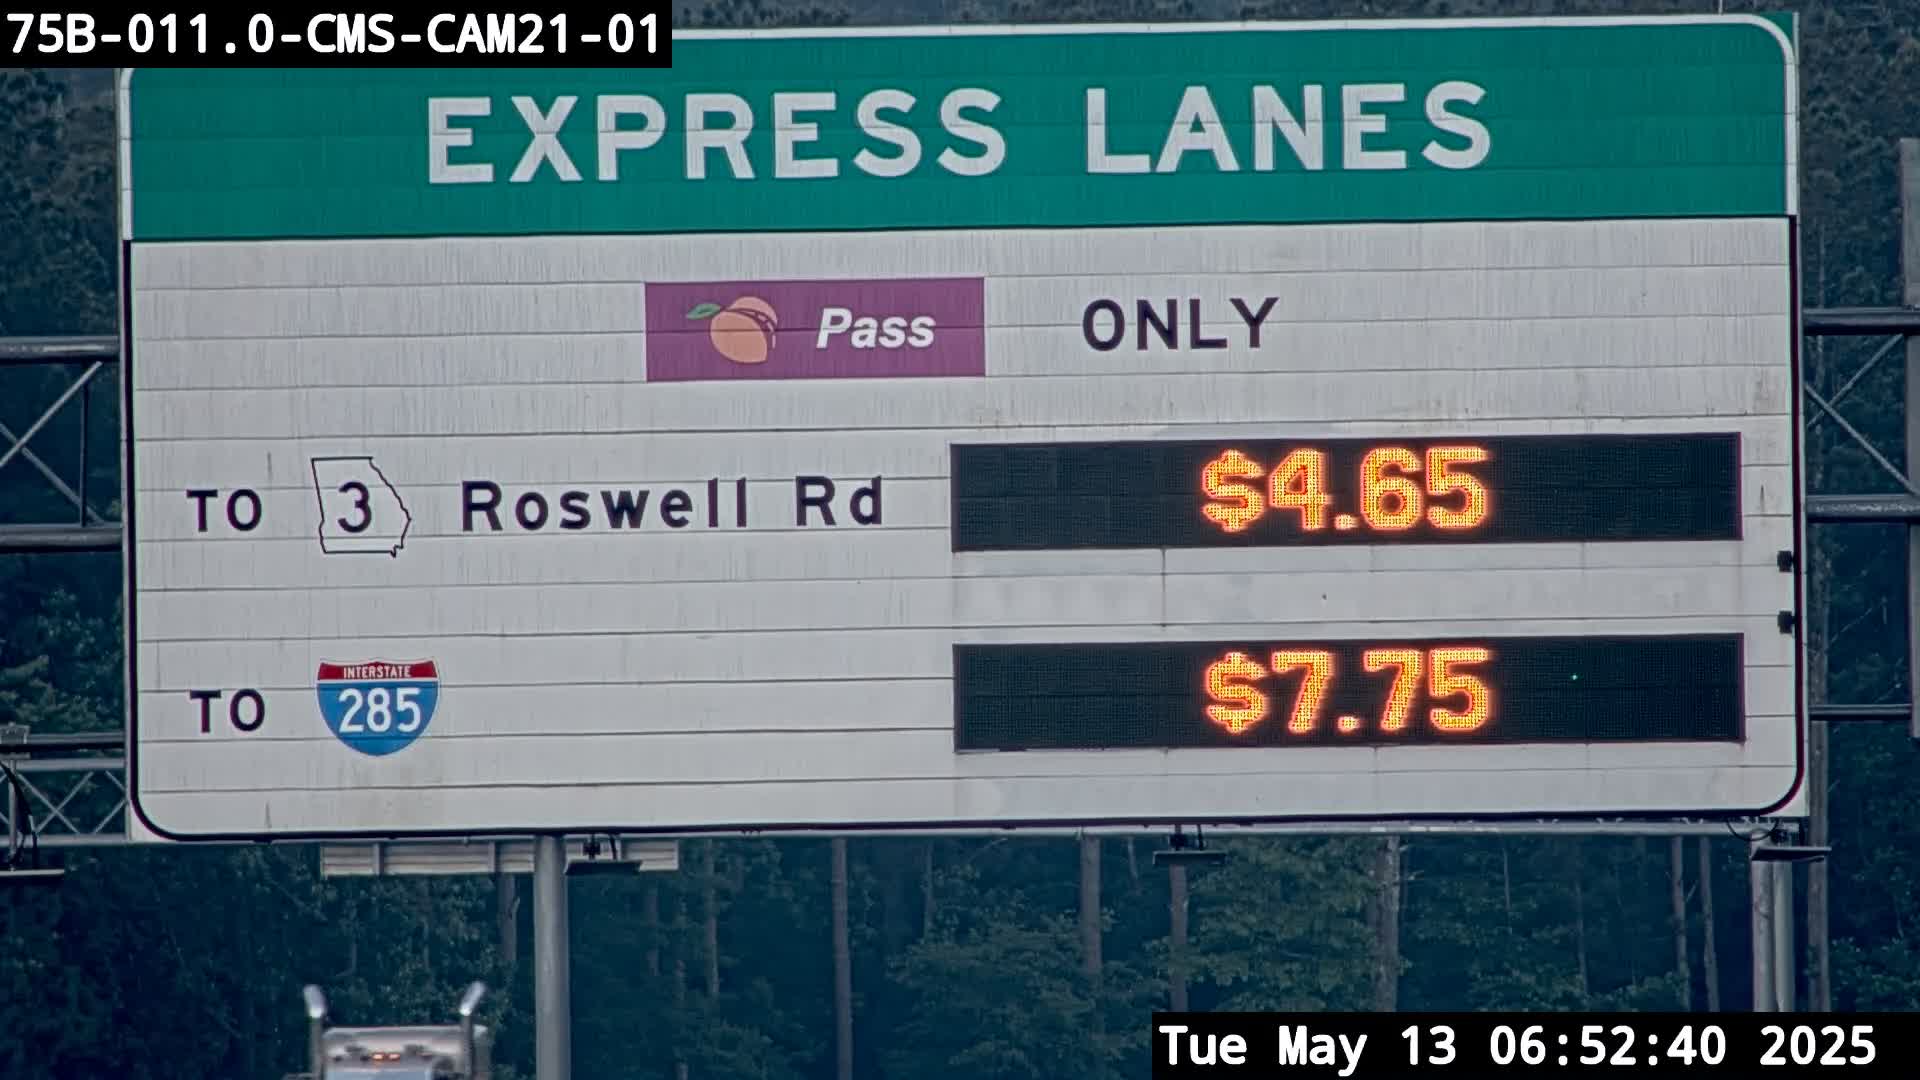 75B-011.0-CMS-CAM21-01
EXPRESS LANES
Pass ONLY
TO 3 Roswell Rd $4.65
INTERSTATE
TO 285 $7.75
Tue May 13 06:52:40 2025